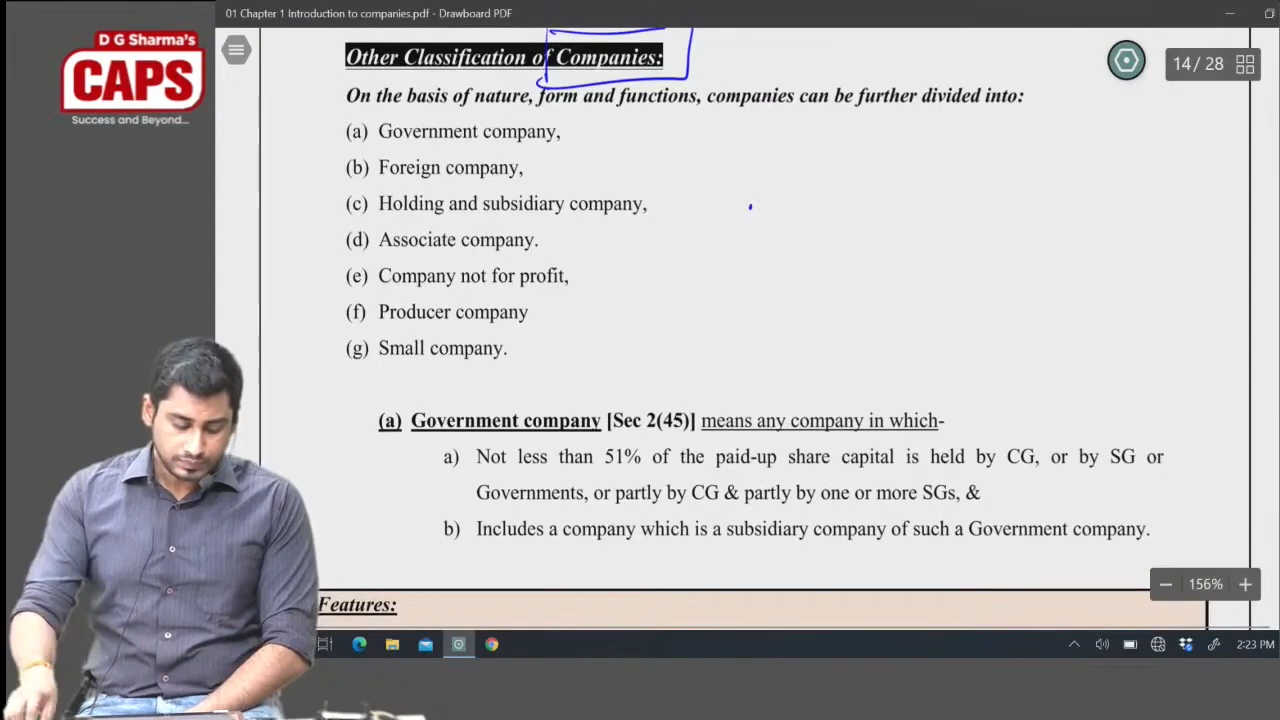 01 Chapter 1 Introduction to companies.pdf - Drawboard PDF
D G Sharma's
CAPS
Success and Beyond...
14 / 28
Other Classification of Companies:
On the basis of nature, form and functions, companies can be further divided into:
(a) Government company,
(b) Foreign company,
(c) Holding and subsidiary company,
(d) Associate company.
(e) Company not for profit,
(f) Producer company
(g) Small company.
(a) Government company [Sec 2(45)] means any company in which-
a) Not less than 51% of the paid-up share capital is held by CG, or by SG or
Governments, or partly by CG & partly by one or more SGs, &
b) Includes a company which is a subsidiary company of such a Government company.
156%
Features:
2:23 PM